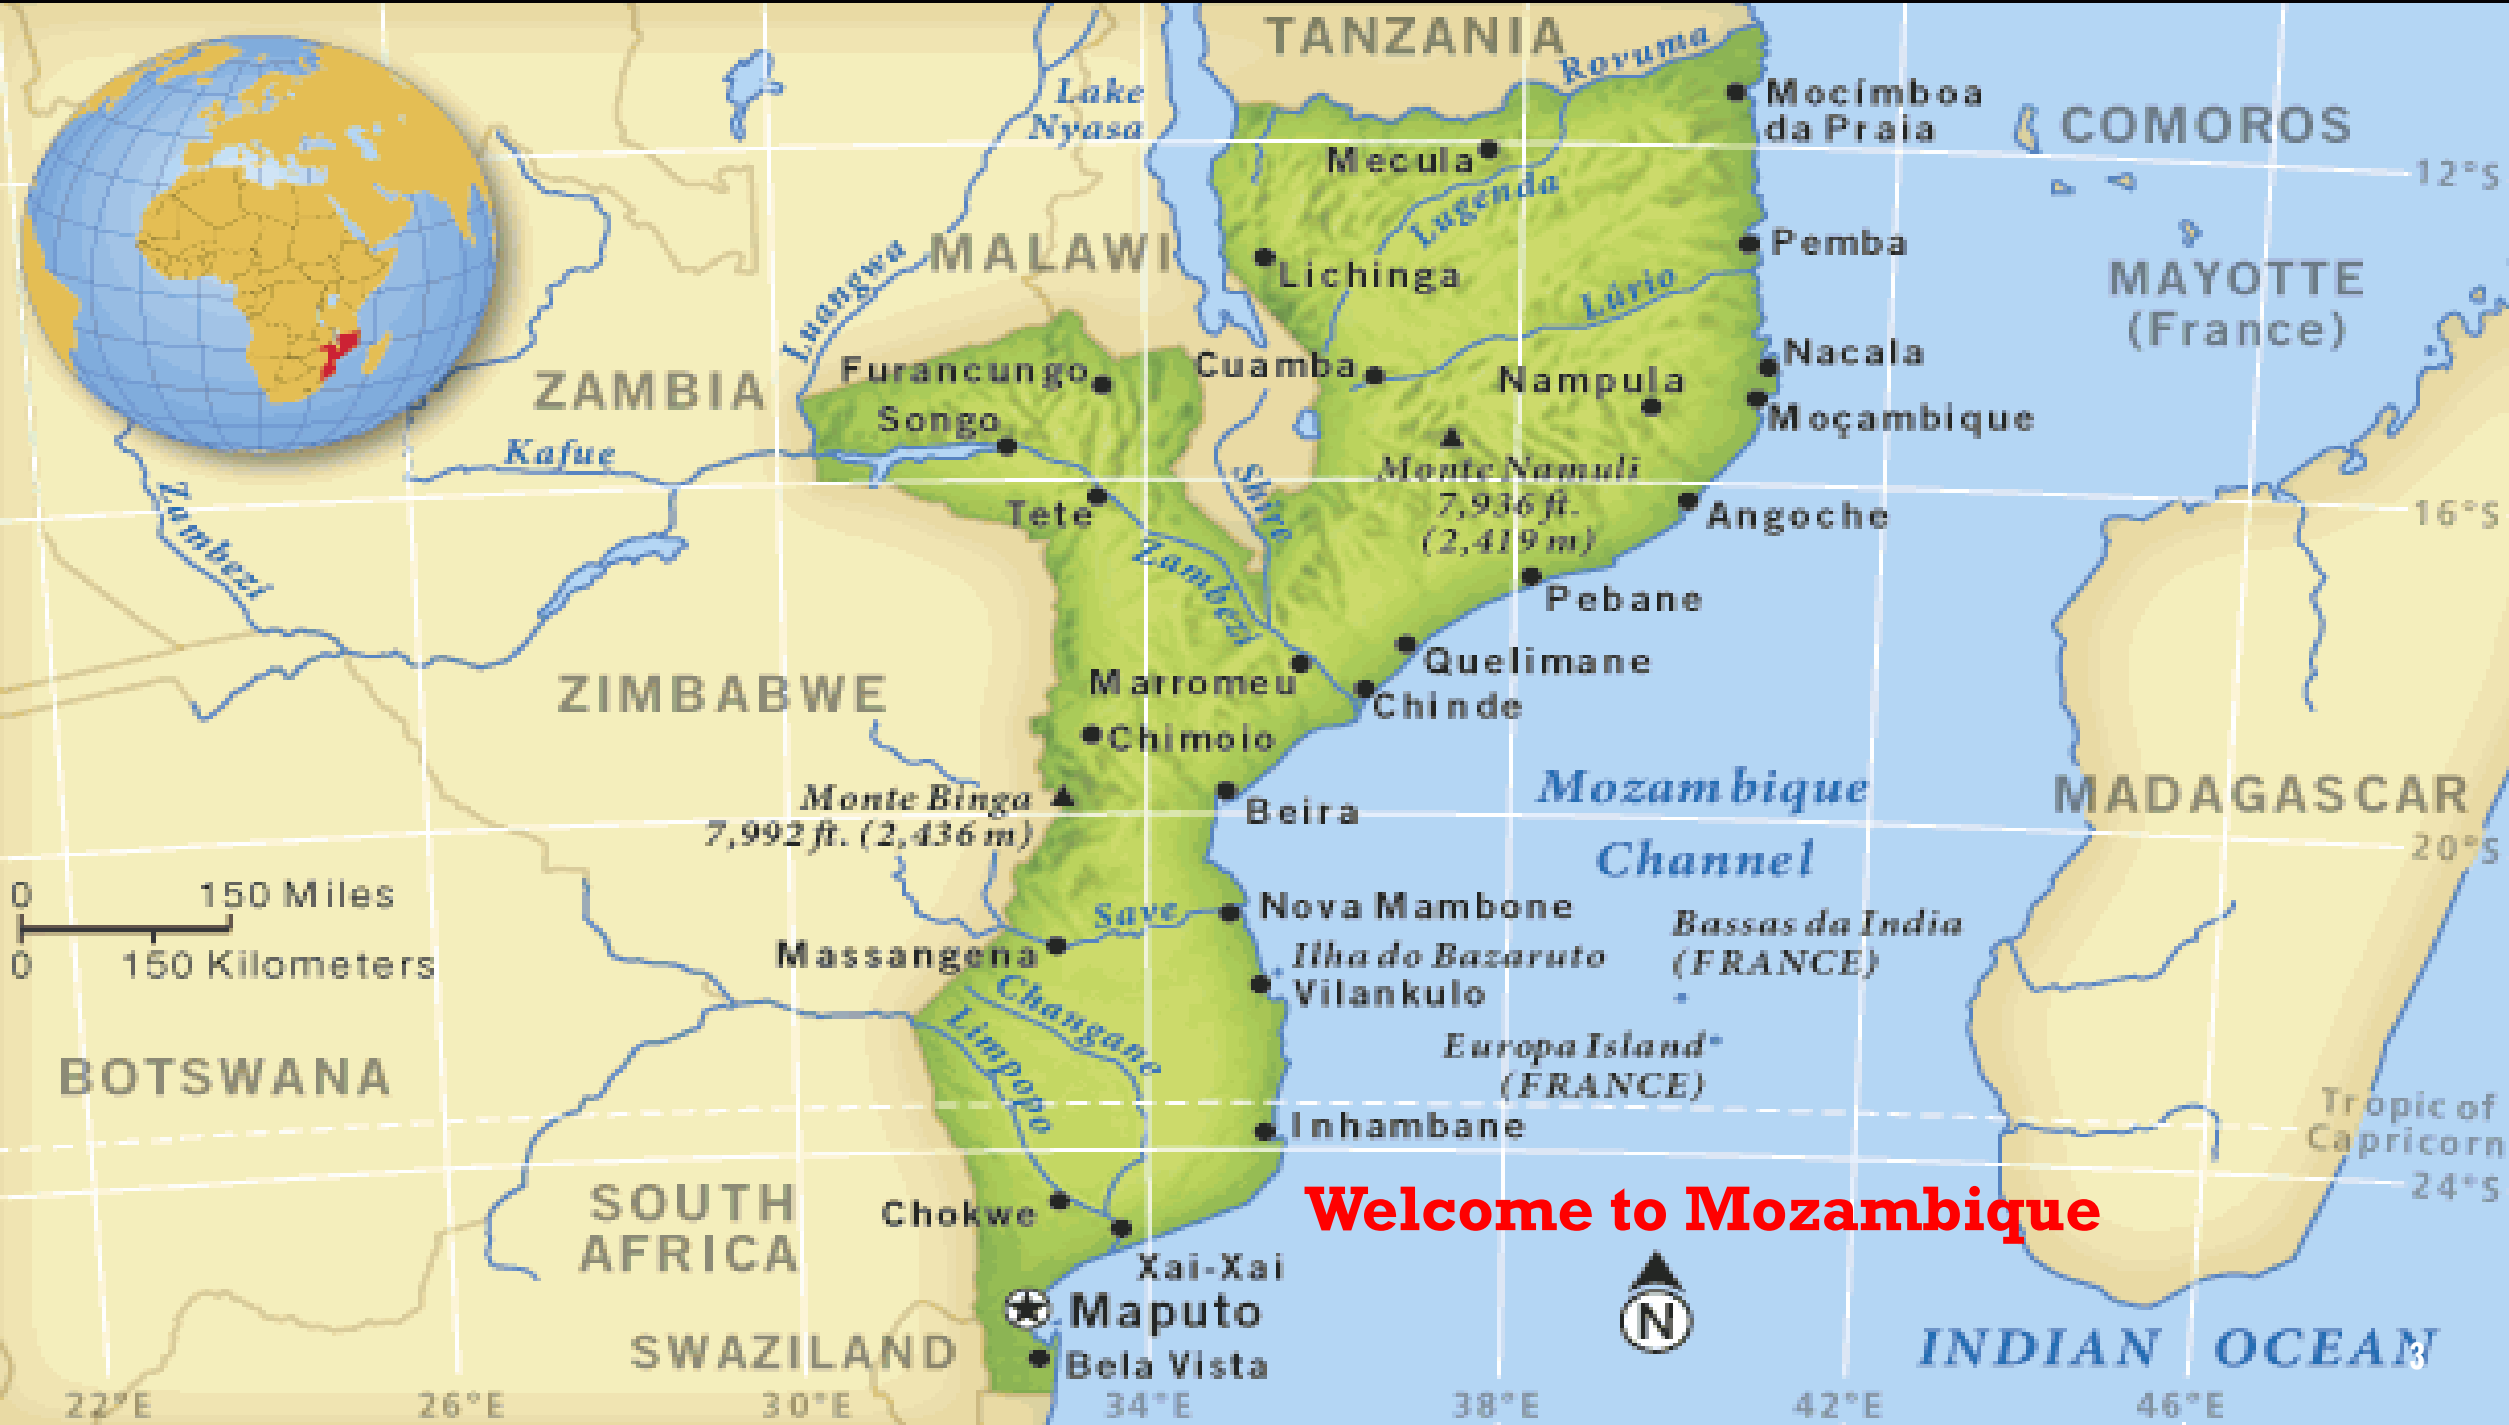 TANZANIA
Rovuma
Lake
Nyasa
Mocímboa
da Praia
COMOROS
Mecula
12°S
Lugenda
MALAWI
Pemba
Luangwa
Lichinga
Lúrio
MAYOTTE
(France)
Furancungo
Cuamba
Nacala
ZAMBIA
Nampula
Songo
Moçambique
Kafue
Monte Namuli
7,936 ft.
(2,419 m)
Shire
Zambezi
Tete
Angoche
16°S
Zambezi
Pebane
Quelimane
ZIMBABWE
Marromeu
Chinde
Chimoio
Mozambique
Channel
MADAGASCAR
Monte Binga
7,992 ft. (2,436 m)
Beira
20°S
0 150 Miles
0 150 Kilometers
Save
Nova Mambone
Bassas da India
(FRANCE)
Massangena
Ilha do Bazaruto
Vilankulo
Changane
Limpopo
Europa Island
(FRANCE)
BOTSWANA
Inhambane
Tropic of
Capricorn
24°S
SOUTH
AFRICA
Chokwe
Welcome to Mozambique
Xai-Xai
Maputo
N
SWAZILAND
Bela Vista
INDIAN OCEAN
3
22°E 26°E 30°E 34°E 38°E 42°E 46°E